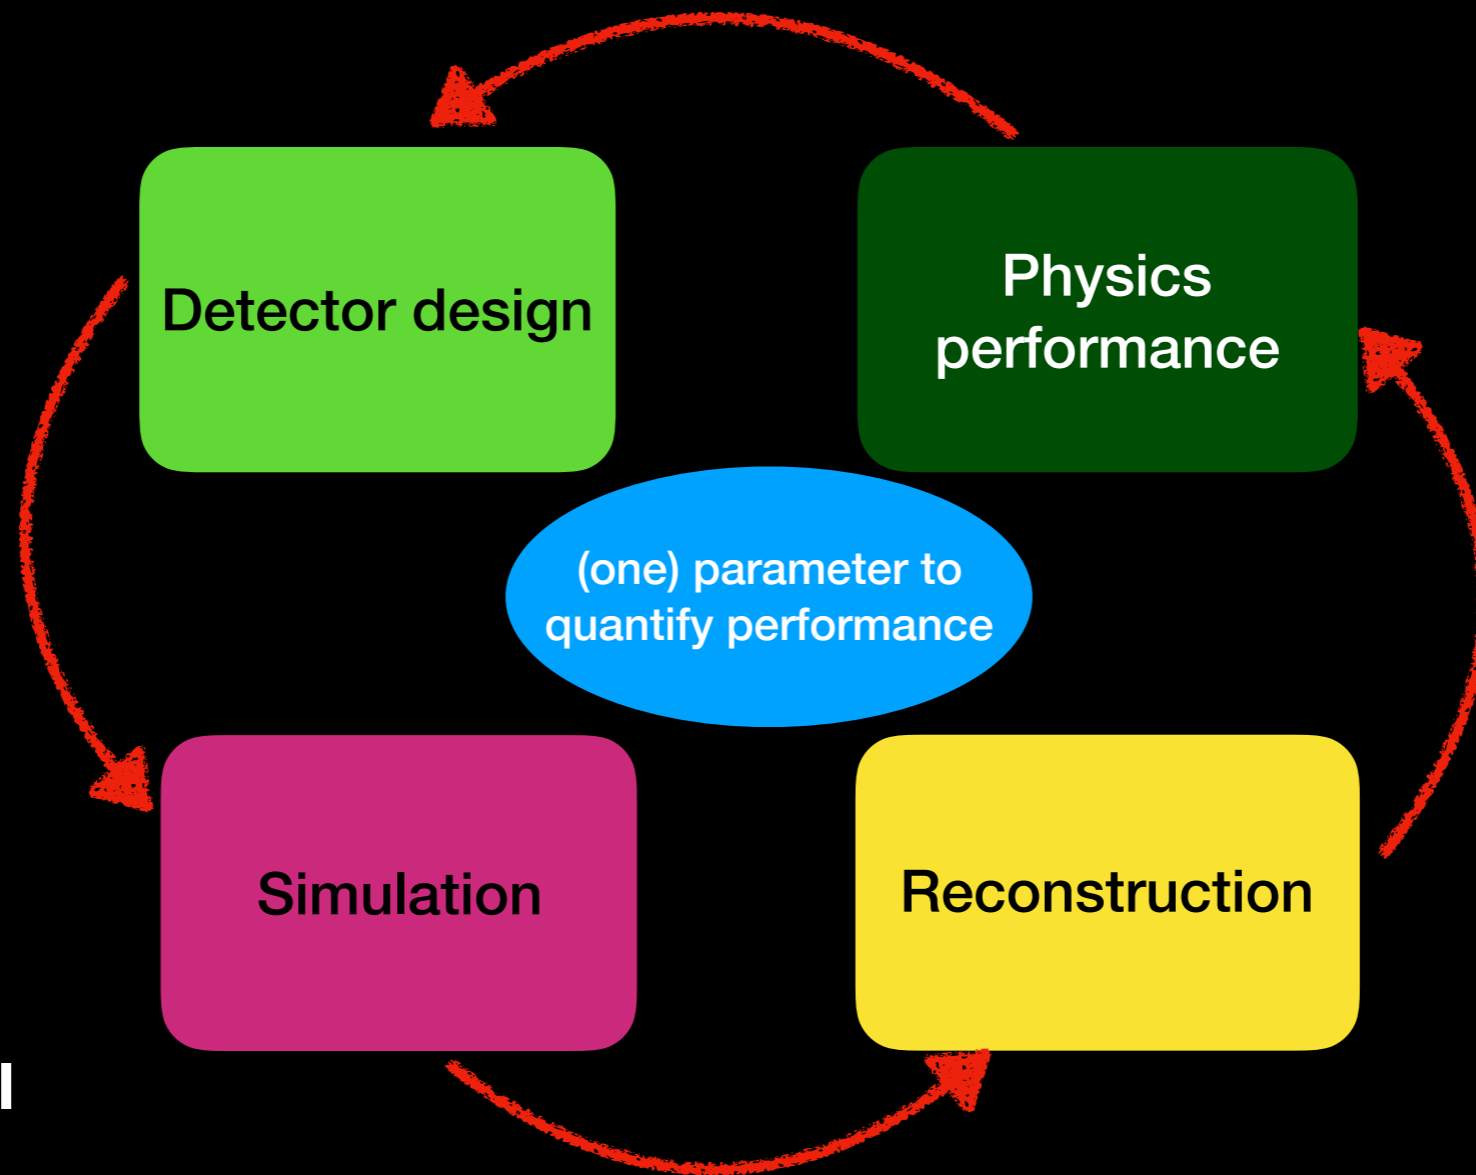 Detector design
Physics
performance
(one) parameter to
quantify performance
Simulation
Reconstruction